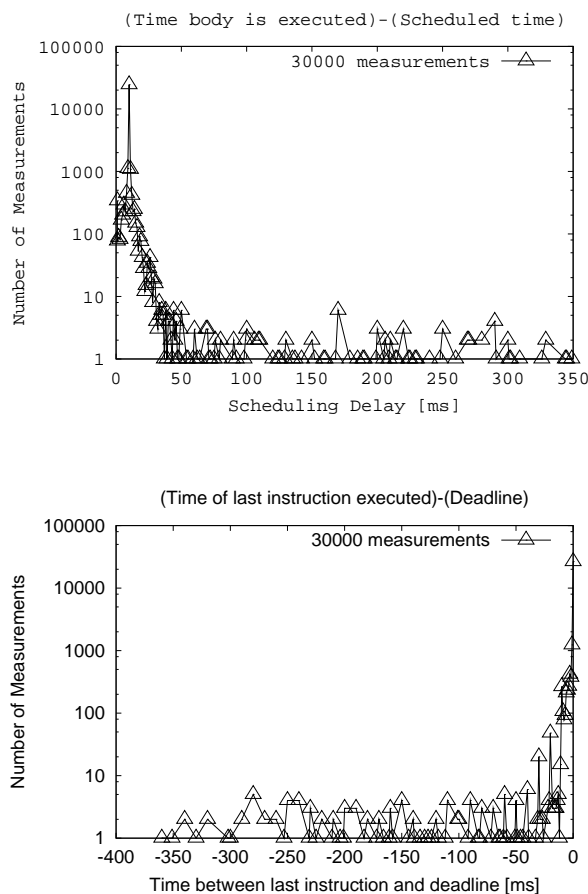 (Time body is executed)-(Scheduled time)
100000
30000 measurements
10000
1000
100
10
1
Number of Measurements
0 50 100 150 200 250 300 350
Scheduling Delay [ms]
(Time of last instruction executed)-(Deadline)
100000
30000 measurements
10000
1000
100
10
1
Number of Measurements
-400 -350 -300 -250 -200 -150 -100 -50 0
Time between last instruction and deadline [ms]